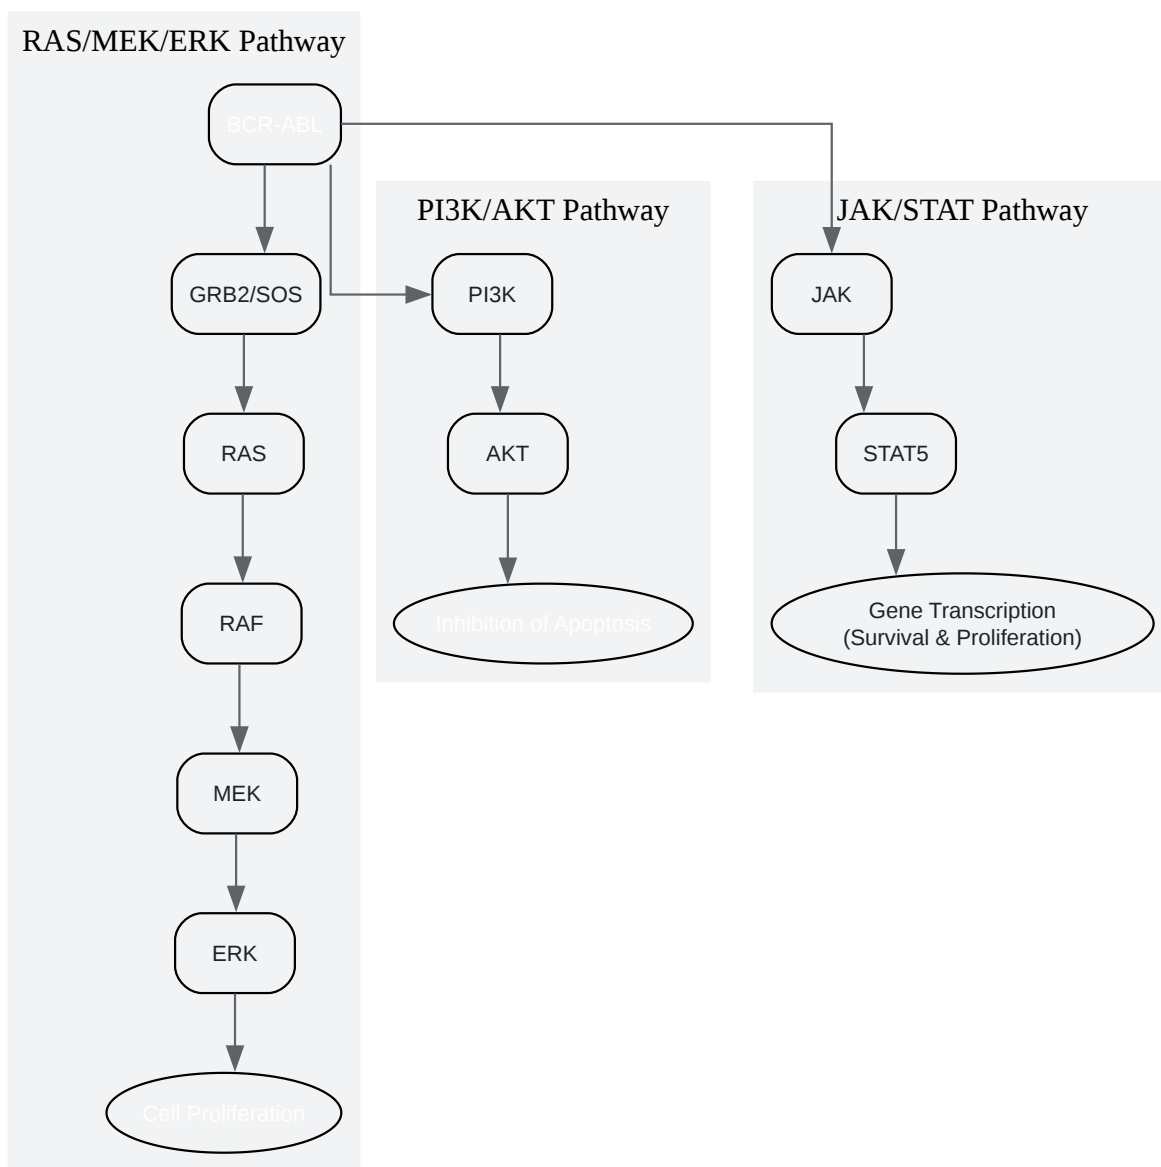 RAS/MEK/ERK Pathway
BCR-ABL
GRB2/SOS
RAS
RAF
MEK
ERK
Cell Proliferation
PI3K/AKT Pathway
PI3K
AKT
Inhibition of Apoptosis
JAK/STAT Pathway
JAK
STAT5
Gene Transcription
(Survival & Proliferation)